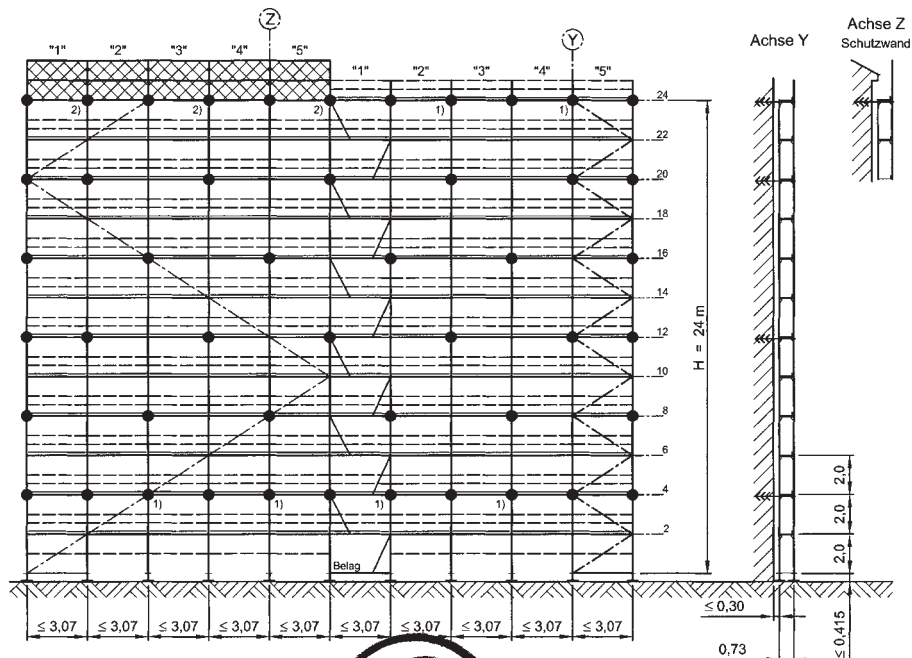 Z
Y
Achse Y
Achse Z
Schutzwand
"1" "2" "3" "4" "5"
"1" "2" "3" "4" "5"
2) 2) 2) 1) 1)
24
22
20
18
16
14
12
10
8
6
4
2
H = 24 m
1) 1) 1) 1)
2,0
2,0
2,0
Belag
≤ 3,07 ≤ 3,07 ≤ 3,07 ≤ 3,07 ≤ 3,07 ≤ 3,07 ≤ 3,07 ≤ 3,07 ≤ 3,07 ≤ 3,07
≤ 0,30
0,73
≤ 0,415